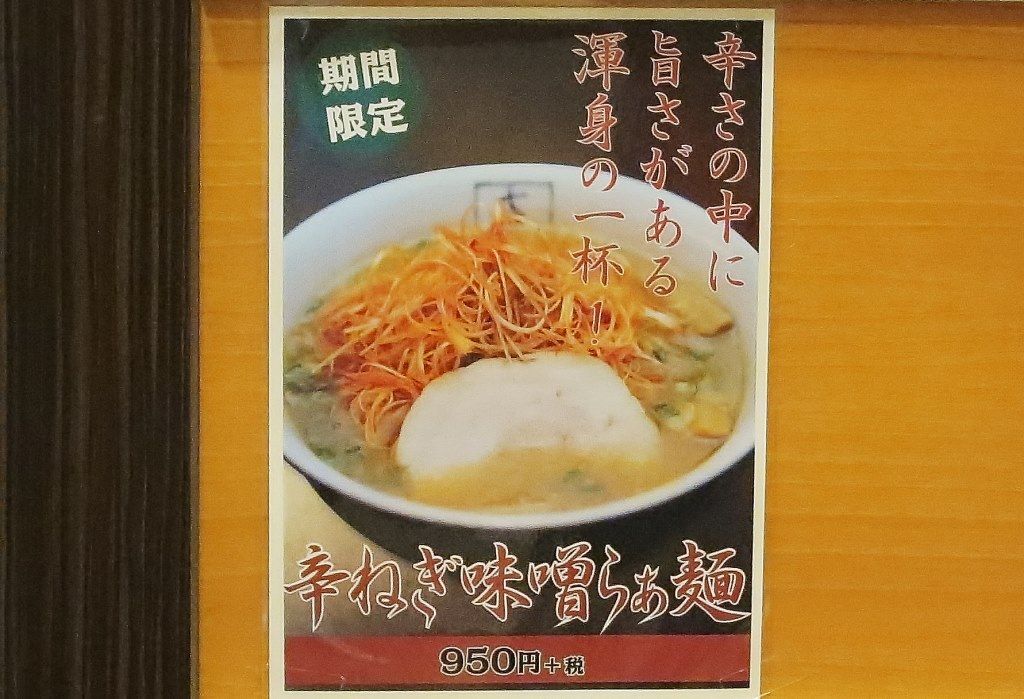 期間
限定
辛さの中に
旨さがある
渾身の一杯！
辛ねぎ味噌らぁ麺
950円+税